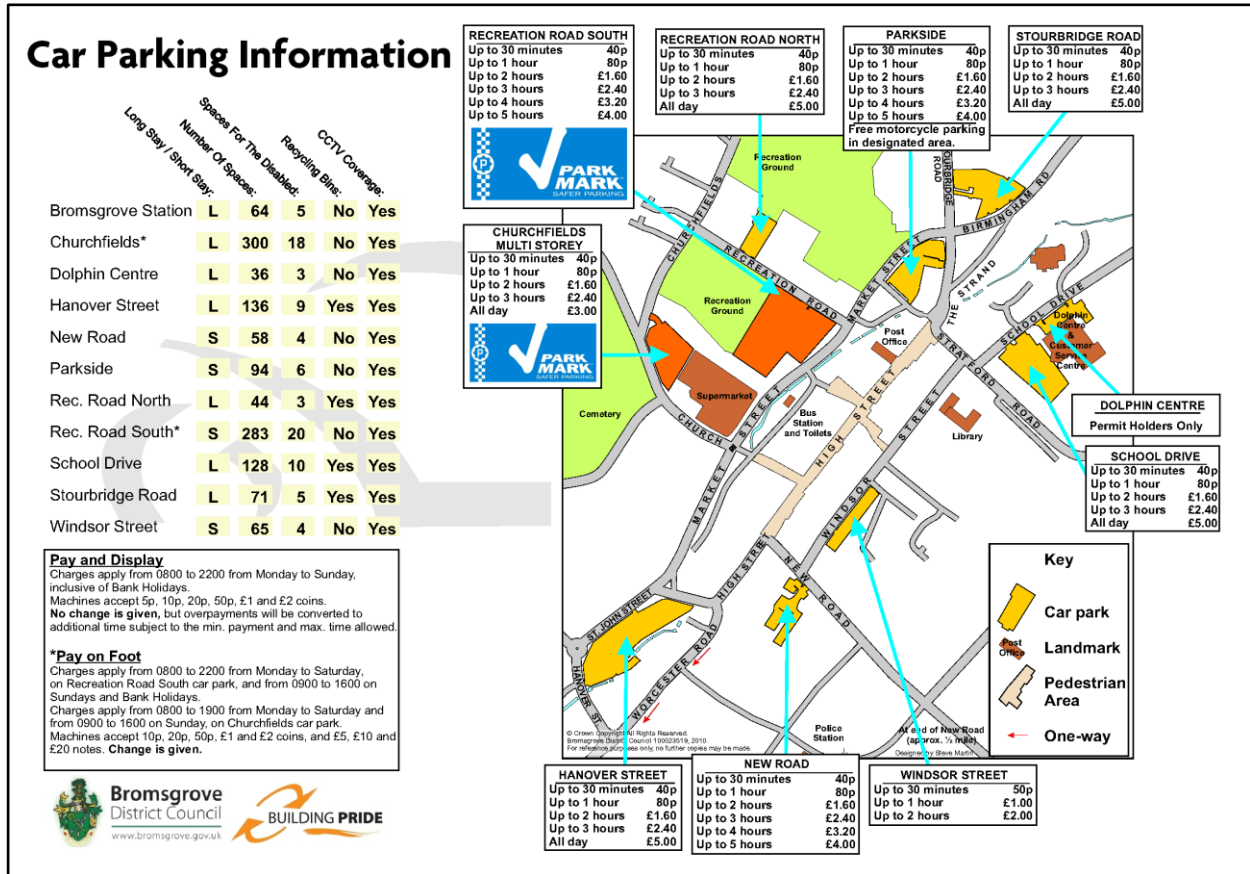 Car Parking Information
Long Stay / Short Stay:
Number Of Spaces:
Spaces For The Disabled:
Recycling Bins:
CCTV Coverage:
Bromsgrove Station L 64 5 No Yes
Churchfields* L 300 18 No Yes
Dolphin Centre L 36 3 No Yes
Hanover Street L 136 9 Yes Yes
New Road S 58 4 No Yes
Parkside S 94 6 No Yes
Rec. Road North L 44 3 Yes Yes
Rec. Road South* S 283 20 No Yes
School Drive L 128 10 Yes Yes
Stourbridge Road L 71 5 Yes Yes
Windsor Street S 65 4 No Yes
Pay and Display
Charges apply from 0800 to 2200 from Monday to Sunday,
inclusive of Bank Holidays.
Machines accept 5p, 10p, 20p, 50p, £1 and £2 coins.
No change is given, but overpayments will be converted to
additional time subject to the min. payment and max. time allowed.
*Pay on Foot
Charges apply from 0800 to 2200 from Monday to Saturday,
on Recreation Road South car park, and from 0900 to 1600 on
Sundays and Bank Holidays.
Charges apply from 0800 to 1900 from Monday to Saturday and
from 0900 to 1600 on Sunday, on Churchfields car park.
Machines accept 10p, 20p, 50p, £1 and £2 coins, and £5, £10 and
£20 notes. Change is given.
Bromsgrove
District Council
www.bromsgrove.gov.uk
BUILDING PRIDE
RECREATION ROAD SOUTH
Up to 30 minutes 40p
Up to 1 hour 80p
Up to 2 hours £1.60
Up to 3 hours £2.40
Up to 4 hours £3.20
Up to 5 hours £4.00
P
PARK
MARK
SAFER PARKING
RECREATION ROAD NORTH
Up to 30 minutes 40p
Up to 1 hour 80p
Up to 2 hours £1.60
Up to 3 hours £2.40
All day £5.00
PARKSIDE
Up to 30 minutes 40p
Up to 1 hour 80p
Up to 2 hours £1.60
Up to 3 hours £2.40
Up to 4 hours £3.20
Up to 5 hours £4.00
Free motorcycle parking
in designated area.
STOURBRIDGE ROAD
Up to 30 minutes 40p
Up to 1 hour 80p
Up to 2 hours £1.60
Up to 3 hours £2.40
All day £5.00
CHURCHFIELDS
MULTI STOREY
Up to 30 minutes 40p
Up to 1 hour 80p
Up to 2 hours £1.60
Up to 3 hours £2.40
All day £3.00
P
PARK
MARK
SAFER PARKING
Recreation
Ground
CHURCHFIELDS
RECREATION ROAD
Recreation
Ground
MARKET STREET
STOURBRIDGE
ROAD
BIRMINGHAM RD
THE STRAND
SCHOOL DRIVE
Dolphin
Centre
&
Customer
Service
Centre
STRATFORD
ROAD
Post
Office
Supermarket
Cemetery
CHURCH STREET
Bus
Station
and Toilets
HIGH STREET
WINDSOR STREET
Library
MARKET STREET
HIGH STREET
NEW ROAD
ST. JOHN STREET
HANOVER ST.
WORCESTER ROAD
Police
Station
At end of New Road
(approx. ½ mile)
Designed by Steve Martin
© Crown Copyright All Rights Reserved.
Bromsgrove District Council 100023519, 2010.
For reference purposes only, no further copies may be made.
DOLPHIN CENTRE
Permit Holders Only
SCHOOL DRIVE
Up to 30 minutes 40p
Up to 1 hour 80p
Up to 2 hours £1.60
Up to 3 hours £2.40
All day £5.00
Key
Car park
Post
Office
Landmark
Pedestrian
Area
One-way
HANOVER STREET
Up to 30 minutes 40p
Up to 1 hour 80p
Up to 2 hours £1.60
Up to 3 hours £2.40
All day £5.00
NEW ROAD
Up to 30 minutes 40p
Up to 1 hour 80p
Up to 2 hours £1.60
Up to 3 hours £2.40
Up to 4 hours £3.20
Up to 5 hours £4.00
WINDSOR STREET
Up to 30 minutes 50p
Up to 1 hour £1.00
Up to 2 hours £2.00